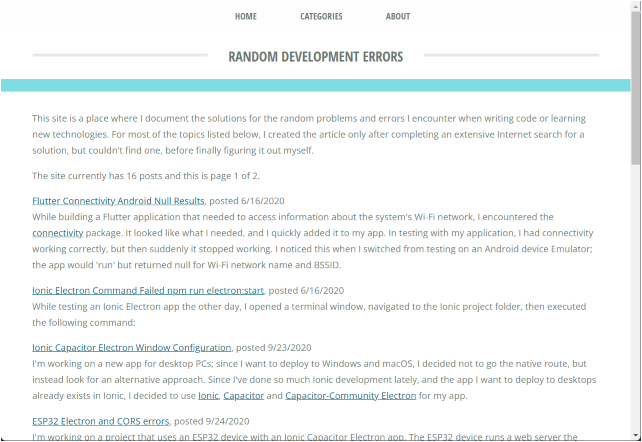 HOME CATEGORIES ABOUT
RANDOM DEVELOPMENT ERRORS
This site is a place where I document the solutions for the random problems and errors I encounter when writing code or learning
new technologies. For most of the topics listed below, I created the article only after completing an extensive Internet search for a
solution, but couldn't find one, before finally figuring it out myself.
The site currently has 16 posts and this is page 1 of 2.
Flutter Connectivity Android Null Results, posted 6/16/2020
While building a Flutter application that needed to access information about the system's Wi-Fi network, I encountered the
connectivity package. It looked like what I needed, and I quickly added it to my app. In testing with my application, I had connectivity
working correctly, but then suddenly it stopped working. I noticed this when I switched from testing on an Android device Emulator;
the app would 'run' but returned null for Wi-Fi network name and BSSID.
Ionic Electron Command Failed npm run electron:start, posted 6/16/2020
While testing an Ionic Electron app the other day, I opened a terminal window, navigated to the Ionic project folder, then executed
the following command:
Ionic Capacitor Electron Window Configuration, posted 9/23/2020
I'm working on a new app for desktop PCs; since I want to deploy to Windows and macOS, I decided not to go the native route, but
instead look for an alternative approach. Since I've done so much Ionic development lately, and the app I want to deploy to desktops
already exists in Ionic, I decided to use Ionic, Capacitor and Capacitor-Community Electron for my app.
ESP32 Electron and CORS errors, posted 9/24/2020
I'm working on a project that uses an ESP32 device with an Ionic Capacitor Electron app. The ESP32 device runs a web server the